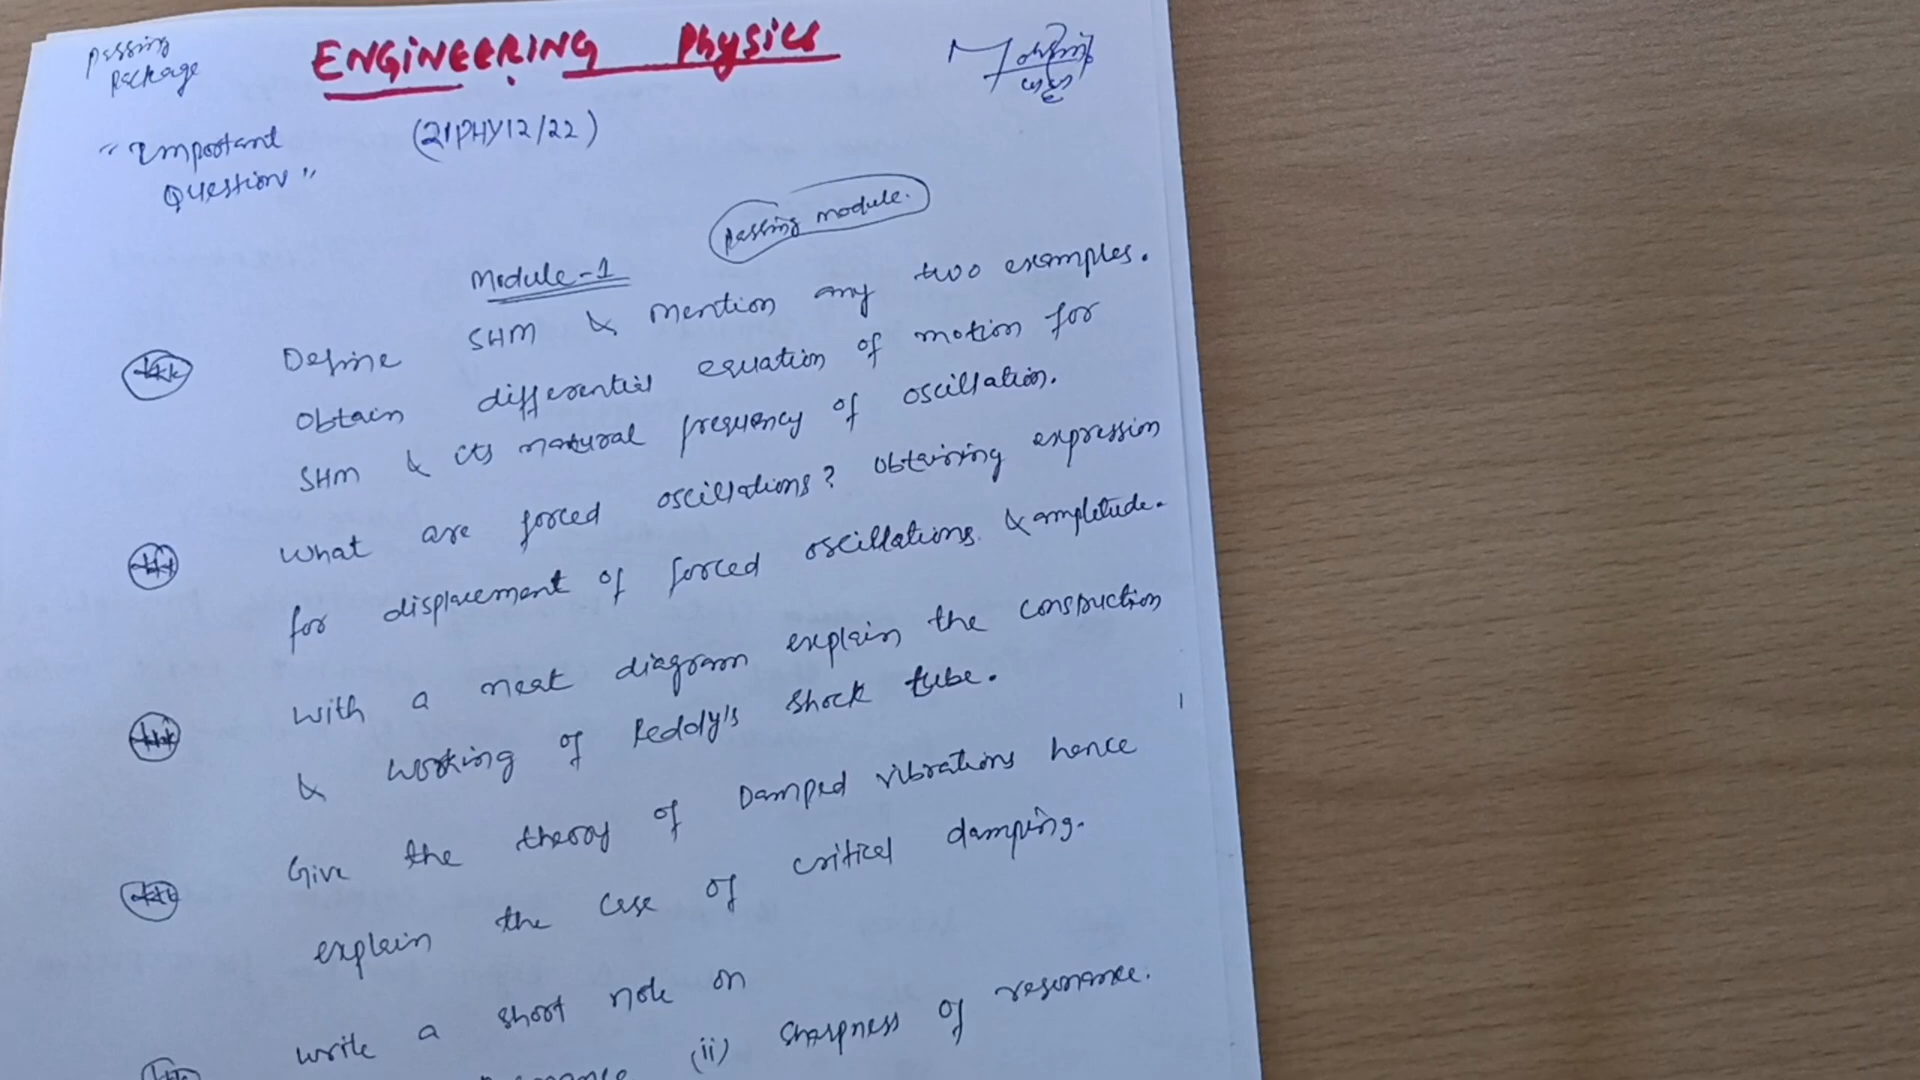 Passing
Package
ENGINEERING Physics
"Important
Question"
(21PHY12/22)
Passing module.
Module-1
Define SHM & mention any two examples.
Obtain differential equation of motion for
SHM & its natural frequency of oscillation.
What are forced oscillations? Obtaining expression
for displacement of forced oscillations & amplitude.
With a neat diagram explain the construction
& working of Reddy's Shock tube.
Give the theory of Damped vibrations hence
explain the case of critical damping.
Write a short note on
(ii) Sharpness of resonance.